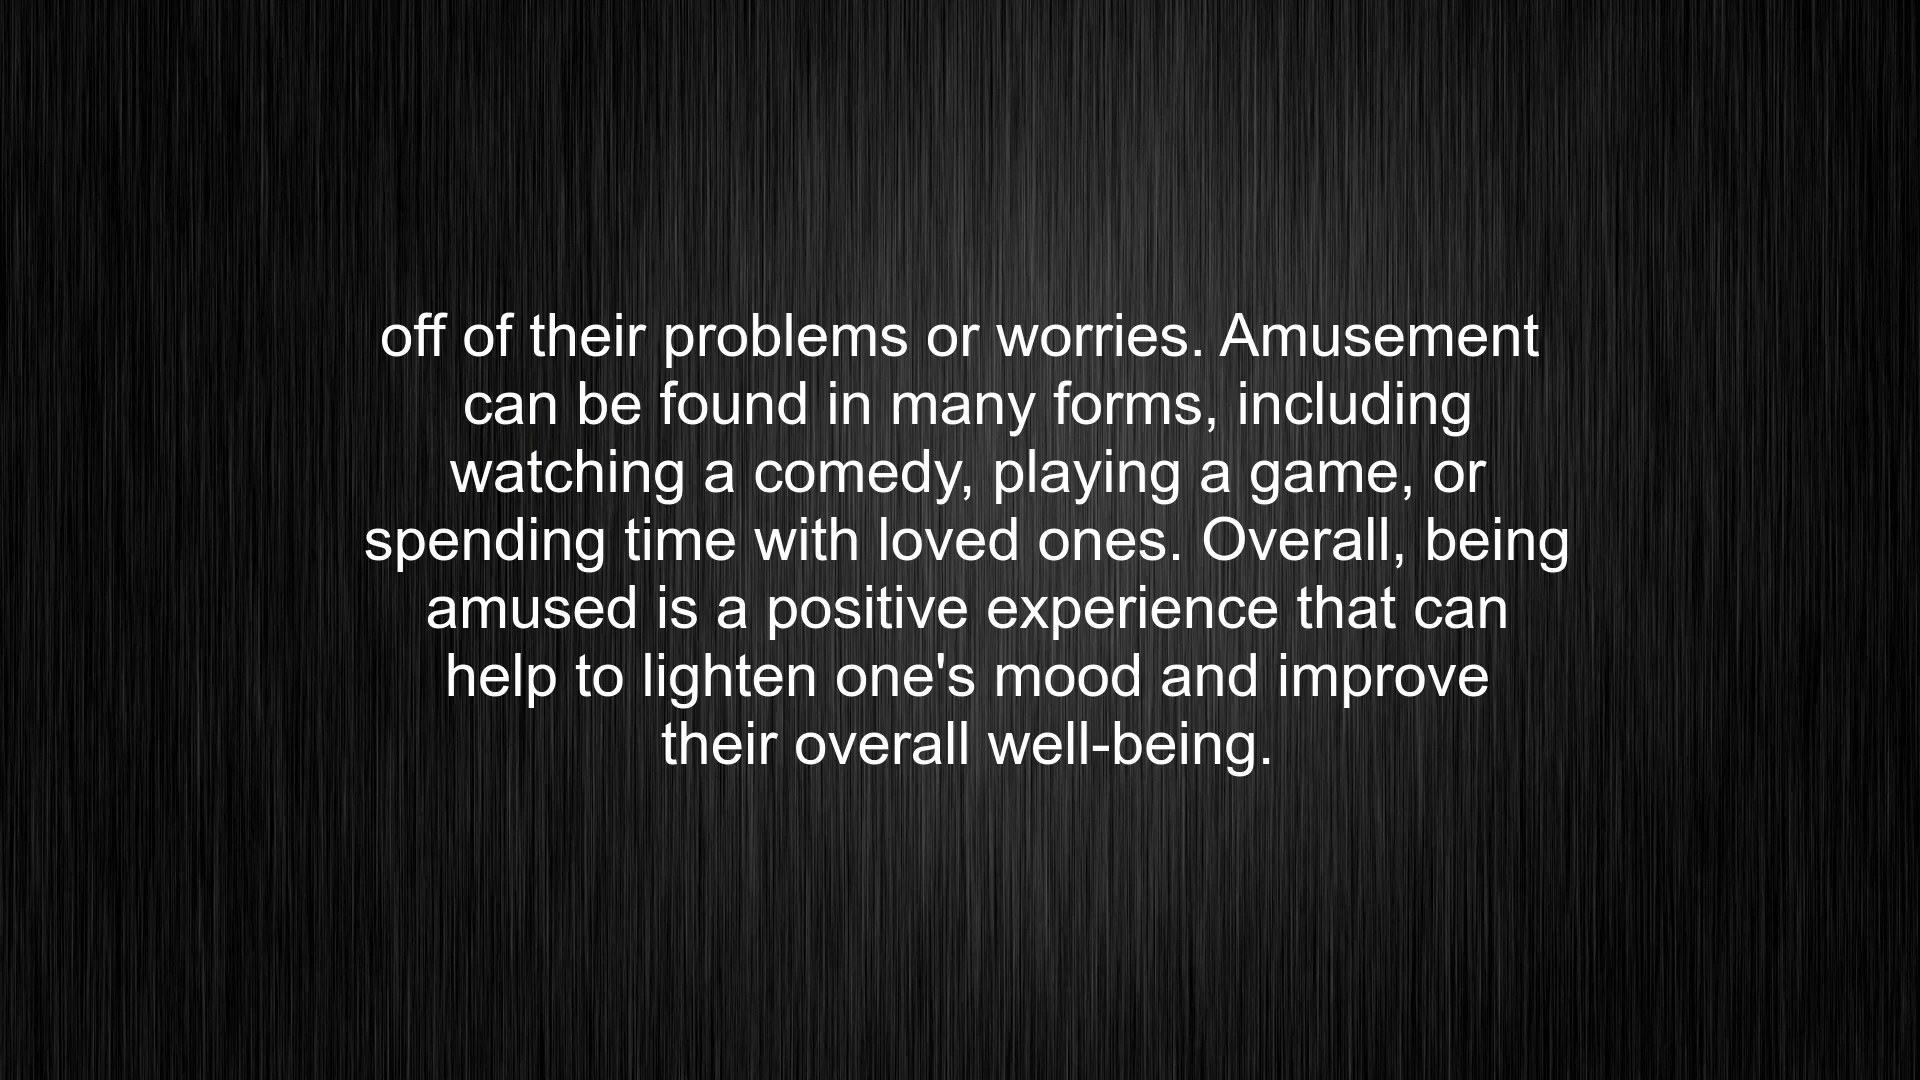 off of their problems or worries. Amusement
can be found in many forms, including
watching a comedy, playing a game, or
spending time with loved ones. Overall, being
amused is a positive experience that can
help to lighten one's mood and improve
their overall well-being.